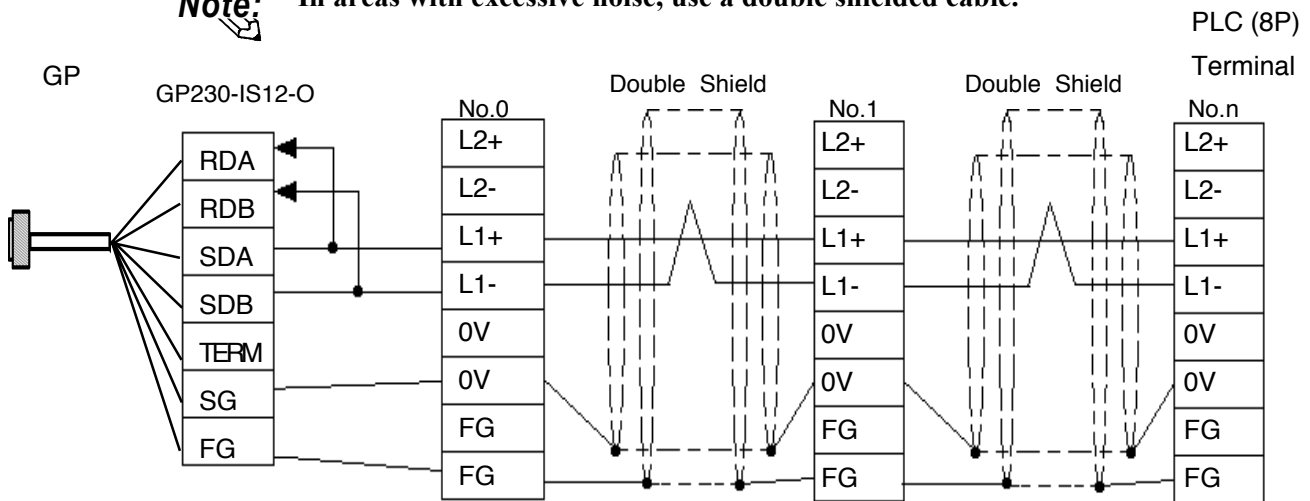 Note: In areas with excessive noise, use a double shielded cable.
PLC (8P)
Terminal
GP
GP230-IS12-O
RDA
RDB
SDA
SDB
TERM
SG
FG
No.0
L2+
L2-
L1+
L1-
0V
0V
FG
FG
Double Shield
No.1
L2+
L2-
L1+
L1-
0V
0V
FG
FG
Double Shield
No.n
L2+
L2-
L1+
L1-
0V
0V
FG
FG